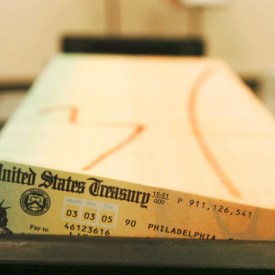 United States Treasury 15-51 000 P 911,126,541
03 03 05 90 PHILADELPHIA,
Pay to 46123616